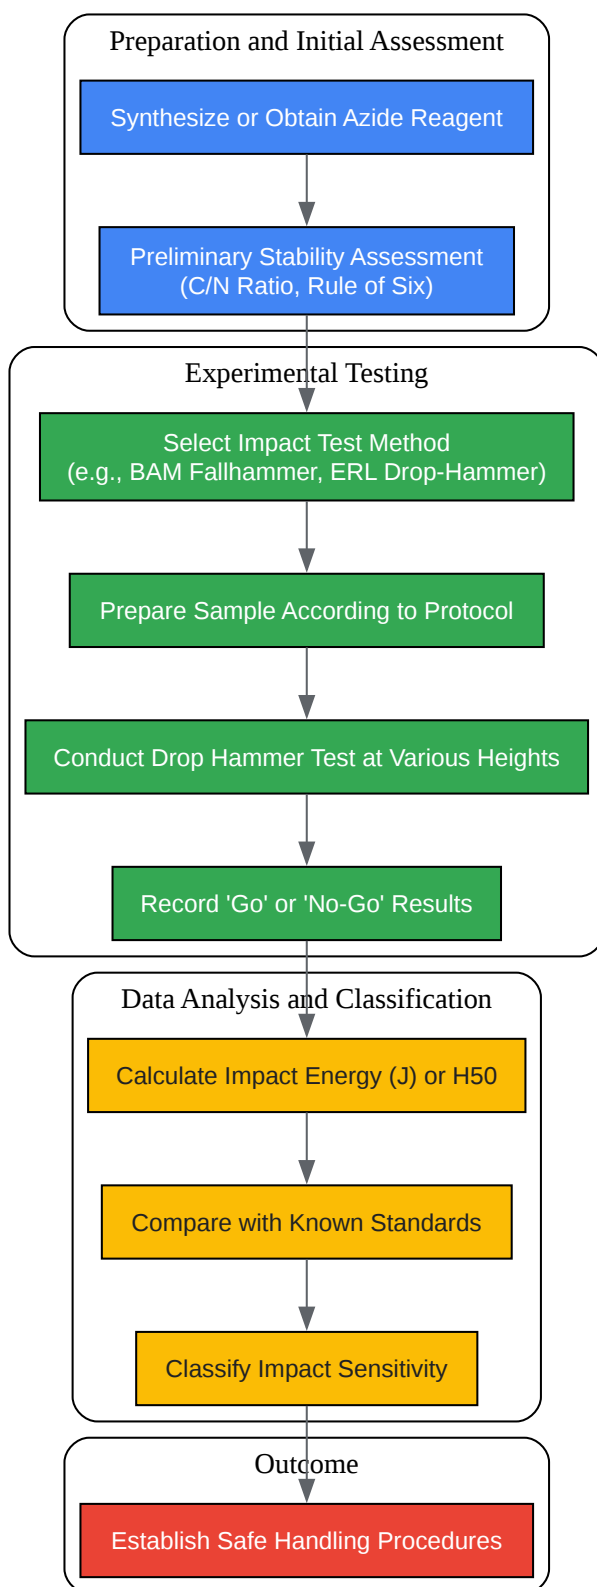 Preparation and Initial Assessment
Synthesize or Obtain Azide Reagent
Preliminary Stability Assessment
(C/N Ratio, Rule of Six)
Experimental Testing
Select Impact Test Method
(e.g., BAM Fallhammer, ERL Drop-Hammer)
Prepare Sample According to Protocol
Conduct Drop Hammer Test at Various Heights
Record 'Go' or 'No-Go' Results
Data Analysis and Classification
Calculate Impact Energy (J) or H50
Compare with Known Standards
Classify Impact Sensitivity
Outcome
Establish Safe Handling Procedures